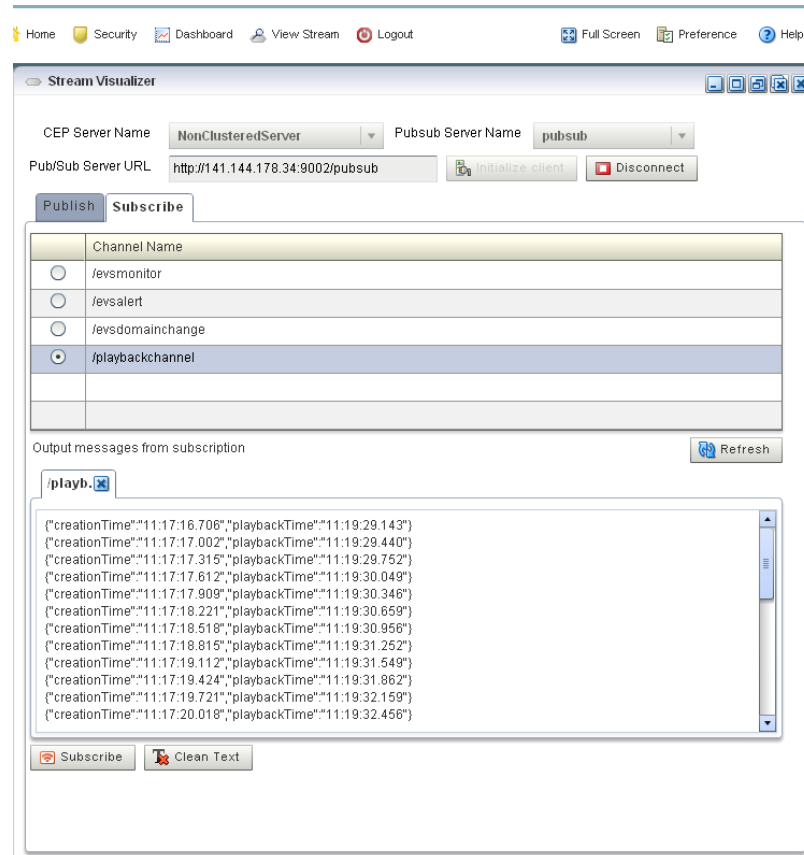 Home Security Dashboard View Stream Logout Full Screen Preference Help
Stream Visualizer
CEP Server Name NonClusteredServer Pubsub Server Name pubsub
Pub/Sub Server URL http://141.144.178.34:9002/pubsub Initialize client Disconnect
Publish Subscribe
Channel Name
/evsmonitor
/evsalert
/evsdomainchange
/playbackchannel
Output messages from subscription Refresh
/playb.
{"creationTime":"11:17:16.706","playbackTime":"11:19:29.143"}
{"creationTime":"11:17:17.002","playbackTime":"11:19:29.440"}
{"creationTime":"11:17:17.315","playbackTime":"11:19:29.752"}
{"creationTime":"11:17:17.612","playbackTime":"11:19:30.049"}
{"creationTime":"11:17:17.909","playbackTime":"11:19:30.346"}
{"creationTime":"11:17:18.221","playbackTime":"11:19:30.659"}
{"creationTime":"11:17:18.518","playbackTime":"11:19:30.956"}
{"creationTime":"11:17:18.815","playbackTime":"11:19:31.252"}
{"creationTime":"11:17:19.112","playbackTime":"11:19:31.549"}
{"creationTime":"11:17:19.424","playbackTime":"11:19:31.862"}
{"creationTime":"11:17:19.721","playbackTime":"11:19:32.159"}
{"creationTime":"11:17:20.018","playbackTime":"11:19:32.456"}
Subscribe Clean Text